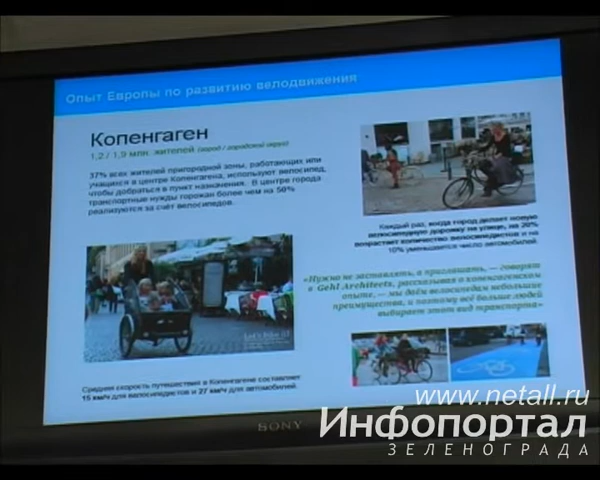 Опыт Европы по развитию велодвижения
Копенгаген
1,2 / 1,9 млн. жителей (город / городской округ)
37% всех жителей пригородной зоны, работающих или
учащихся в центре Копенгагена, используют велосипед,
чтобы добраться в пункт назначения. В центре города
транспортные нужды горожан более чем на 50%
реализуются за счёт велосипедов.
Каждый раз, когда город делает новую
велосипедную дорожку на улице, на 20%
возрастает количество велосипедистов и на
10% уменьшается число автомобилей.
«Нужно не заставлять, а приглашать, — говорят
в Gehl Architects, рассказывая о копенгагенском
опыте, — мы даём велосипедам небольшие
преимущества, и поэтому всё больше людей
выбирает этот вид транспорта»
Средняя скорость путешествия в Копенгагене составляет
15 км/ч для велосипедистов и 27 км/ч для автомобилей.
SONY
www.netall.ru
Инфопортал
ЗЕЛЕНОГРАДА